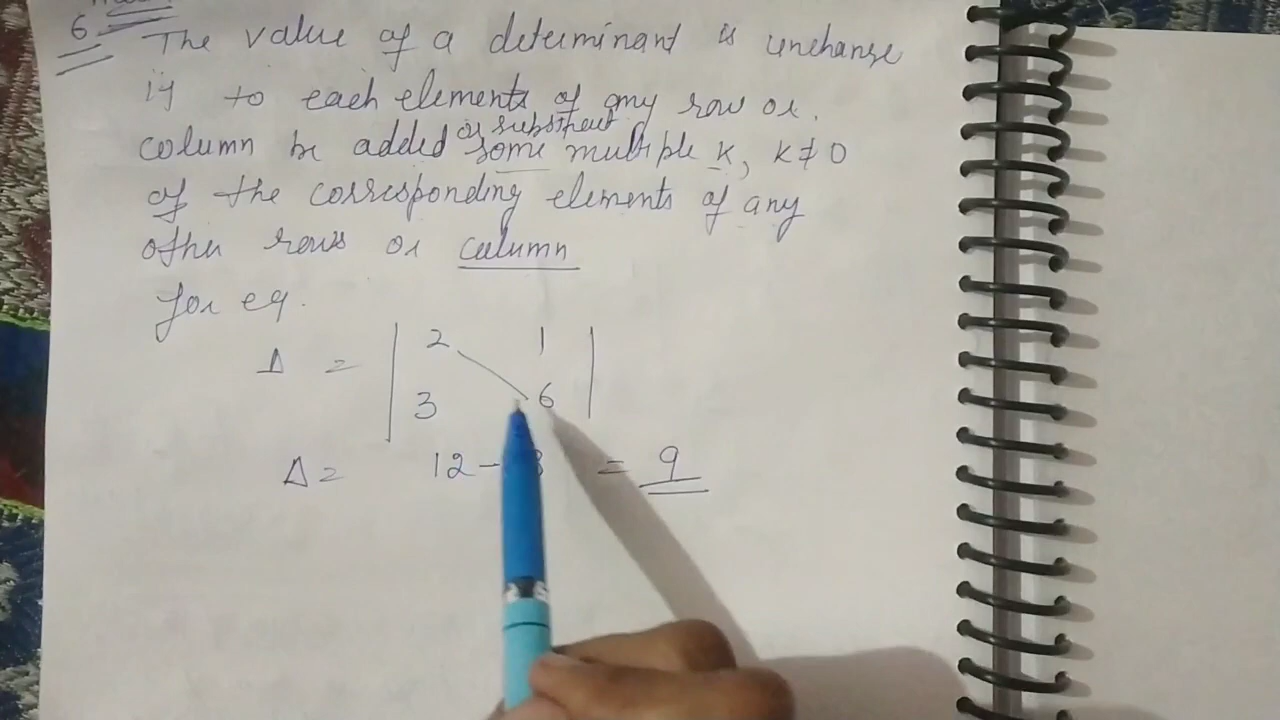 6
The value of a determinant is unchange
if to each elements of any row or
column be added or substract some multiple k, k≠0
of the corresponding elements of any
other rows or column
for eq.
Δ = | 2 1 |
| 3 6 |
Δ = 12 - 3 = 9